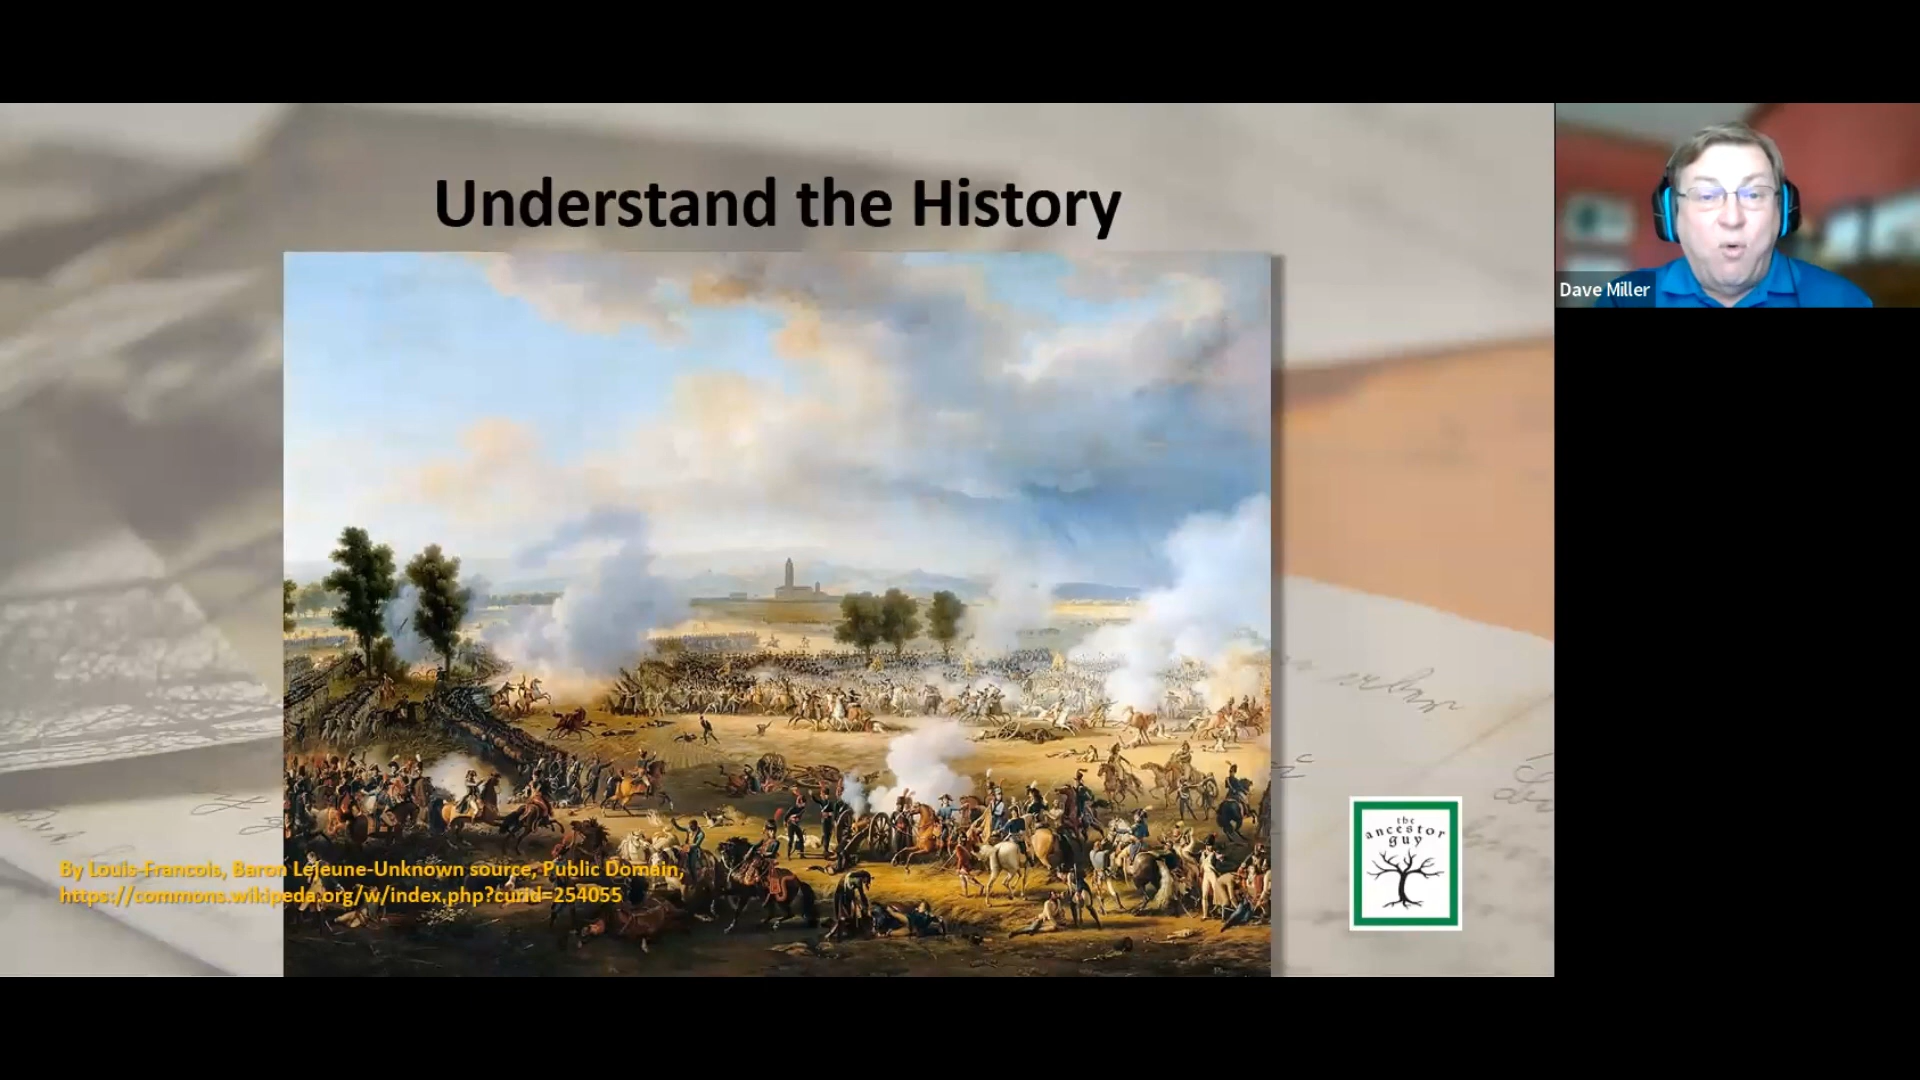 Understand the History
Dave Miller
By Louis-Francois, Baron Lejeune-Unknown source, Public Domain,
https://commons.wikipeda.org/w/index.php?curid=254055
the
ancestor
guy